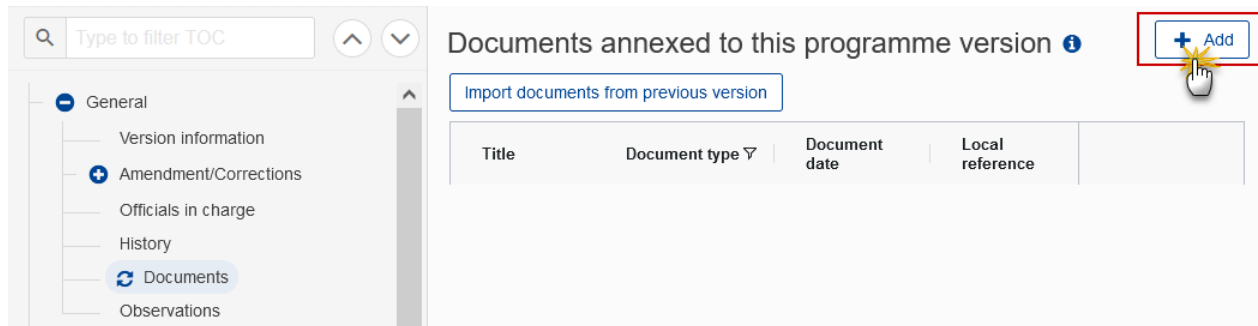 Type to filter TOC
General
Version information
Amendment/Corrections
Officials in charge
History
Documents
Observations
Documents annexed to this programme version
Add
Import documents from previous version
Title
Document type
Document
date
Local
reference